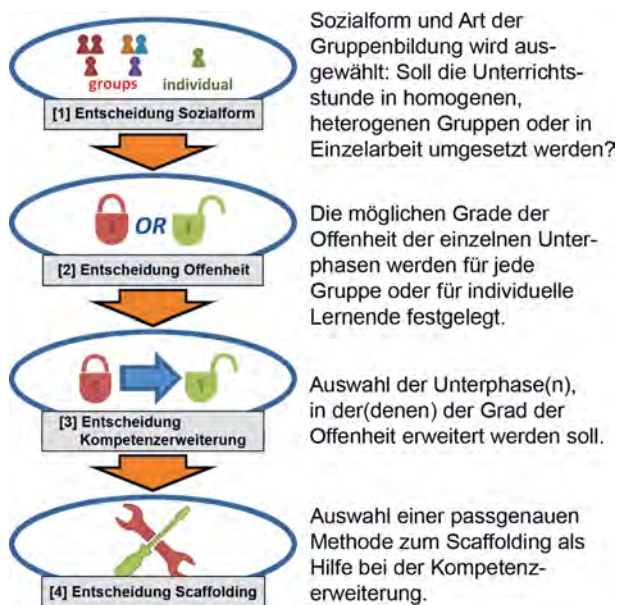 groups individual
[1] Entscheidung Sozialform
Sozialform und Art der
Gruppenbildung wird aus-
gewählt: Soll die Unterrichts-
stunde in homogenen,
heterogenen Gruppen oder in
Einzelarbeit umgesetzt werden?
OR
[2] Entscheidung Offenheit
Die möglichen Grade der
Offenheit der einzelnen Unter-
phasen werden für jede
Gruppe oder für individuelle
Lernende festgelegt.
[3] Entscheidung
Kompetenzerweiterung
Auswahl der Unterphase(n),
in der(denen) der Grad der
Offenheit erweitert werden soll.
[4] Entscheidung Scaffolding
Auswahl einer passgenauen
Methode zum Scaffolding als
Hilfe bei der Kompetenz-
erweiterung.